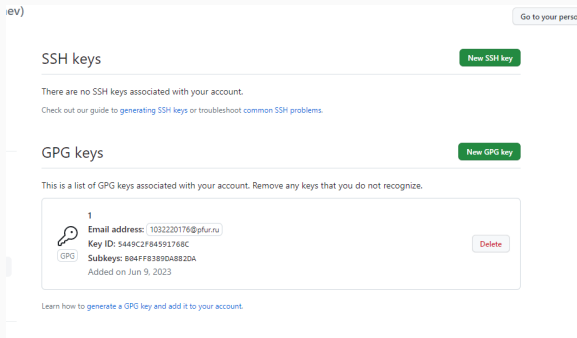 ev)
Go to your perso
SSH keys
New SSH key
There are no SSH keys associated with your account.
Check out our guide to generating SSH keys or troubleshoot common SSH problems.
GPG keys
New GPG key
This is a list of GPG keys associated with your account. Remove any keys that you do not recognize.
1
Email address: 1032220176@pfur.ru
Key ID: 5449C2F84591768C
GPG
Subkeys: B04FF8389DA882DA
Delete
Added on Jun 9, 2023
Learn how to generate a GPG key and add it to your account.